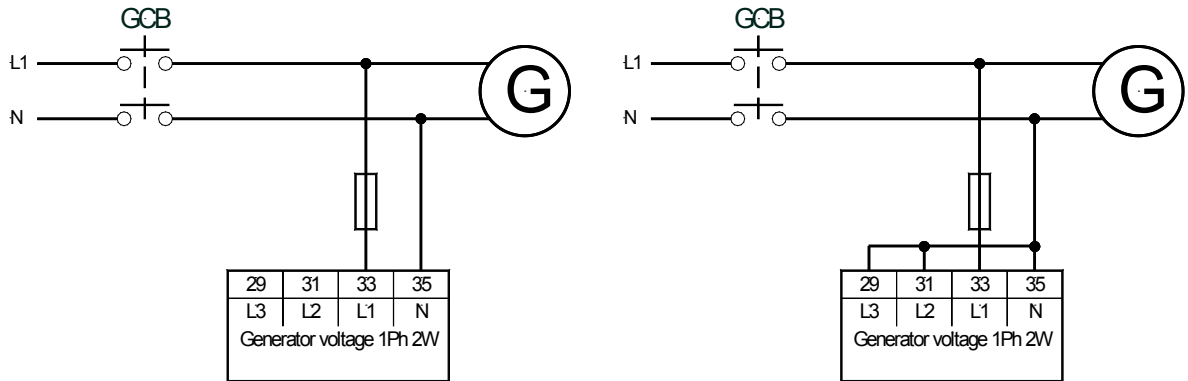 GCB GCB
L1 L1
G G
N N
29 31 33 35 29 31 33 35
L3 L2 L1 N L3 L2 L1 N
Generator voltage 1Ph 2W Generator voltage 1Ph 2W